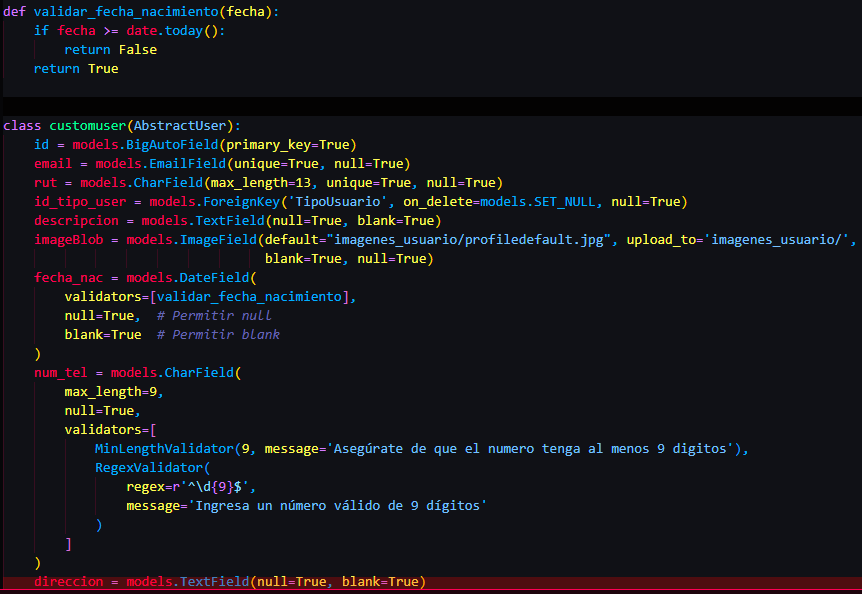 def validar_fecha_nacimiento(fecha):
    if fecha >= date.today():
        return False
    return True
class customuser(AbstractUser):
    id = models.BigAutoField(primary_key=True)
    email = models.EmailField(unique=True, null=True)
    rut = models.CharField(max_length=13, unique=True, null=True)
    id_tipo_user = models.ForeignKey('TipoUsuario', on_delete=models.SET_NULL, null=True)
    descripcion = models.TextField(null=True, blank=True)
    imageBlob = models.ImageField(default="imagenes_usuario/profiledefault.jpg", upload_to='imagenes_usuario/',
                                  blank=True, null=True)
    fecha_nac = models.DateField(
        validators=[validar_fecha_nacimiento],
        null=True,  # Permitir null
        blank=True  # Permitir blank
    )
    num_tel = models.CharField(
        max_length=9,
        null=True,
        validators=[
            MinLengthValidator(9, message='Asegúrate de que el numero tenga al menos 9 digitos'),
            RegexValidator(
                regex=r'^\d{9}$',
                message='Ingresa un número válido de 9 dígitos'
            )
        ]
    )
    direccion = models.TextField(null=True, blank=True)